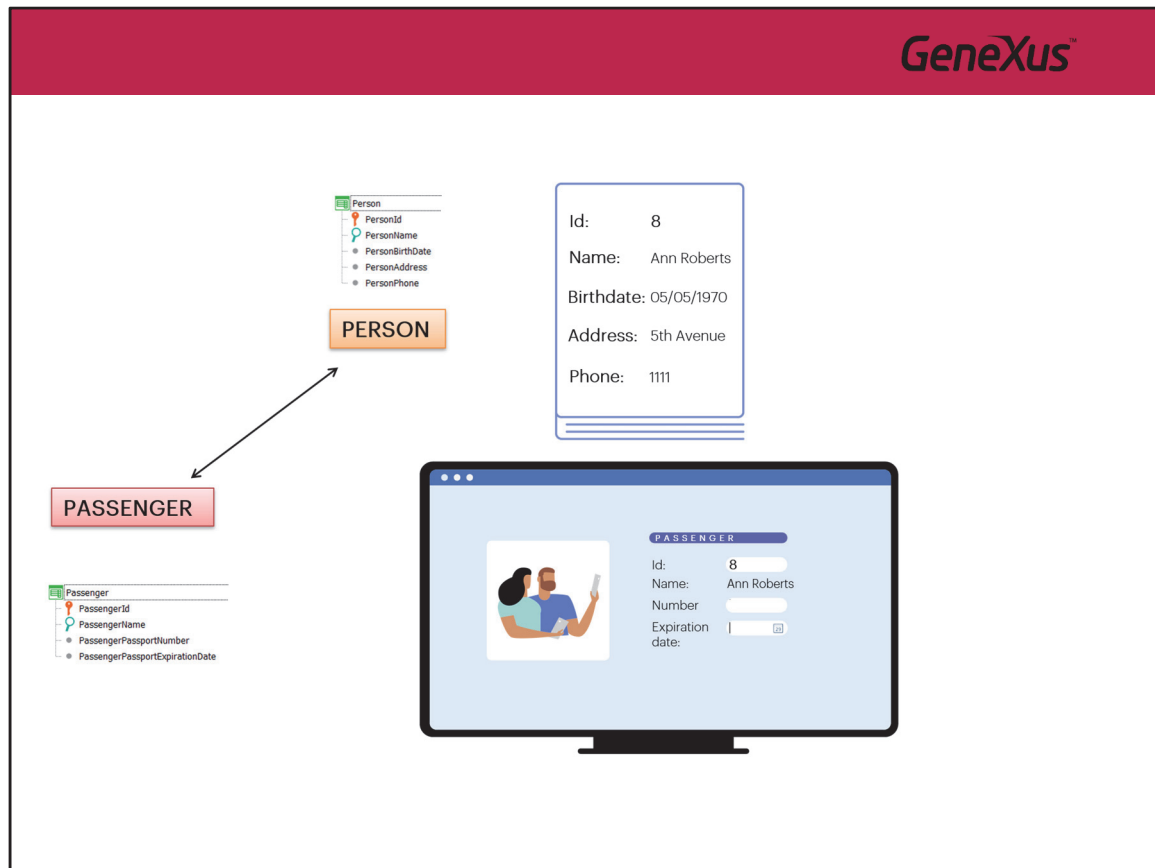 GeneXus™
Person
PersonId
PersonName
PersonBirthDate
PersonAddress
PersonPhone
PERSON
Id: 8
Name: Ann Roberts
Birthdate: 05/05/1970
Address: 5th Avenue
Phone: 1111
PASSENGER
Passenger
PassengerId
PassengerName
PassengerPassportNumber
PassengerPassportExpirationDate
PASSENGER
Id: 8
Name: Ann Roberts
Number
Expiration
date: